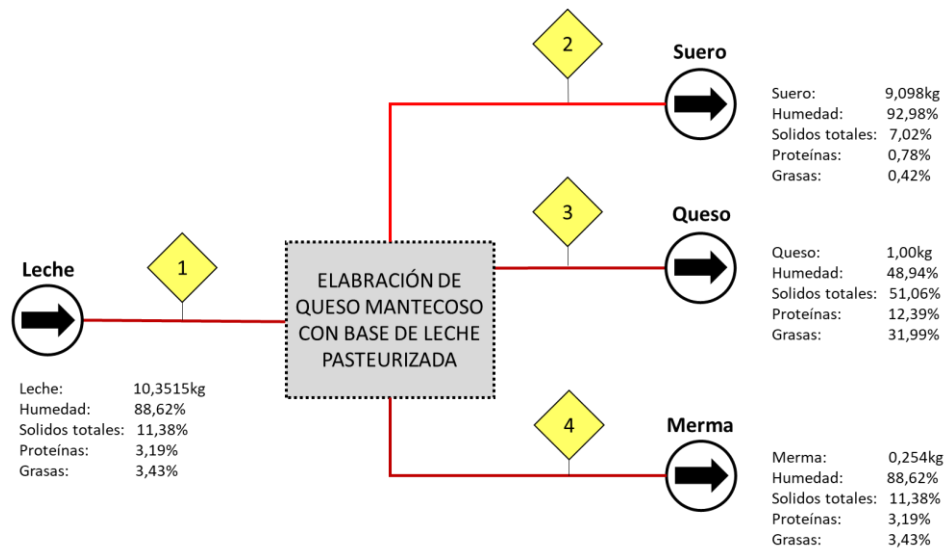 2
Suero
Suero: 9,098kg
Humedad: 92,98%
Solidos totales: 7,02%
Proteínas: 0,78%
Grasas: 0,42%
3
Queso
Queso: 1,00kg
Humedad: 48,94%
Solidos totales: 51,06%
Proteínas: 12,39%
Grasas: 31,99%
1
Leche
Leche: 10,3515kg
Humedad: 88,62%
Solidos totales: 11,38%
Proteínas: 3,19%
Grasas: 3,43%
ELABRACIÓN DE
QUESO MANTECOSO
CON BASE DE LECHE
PASTEURIZADA
4
Merma
Merma: 0,254kg
Humedad: 88,62%
Solidos totales: 11,38%
Proteínas: 3,19%
Grasas: 3,43%